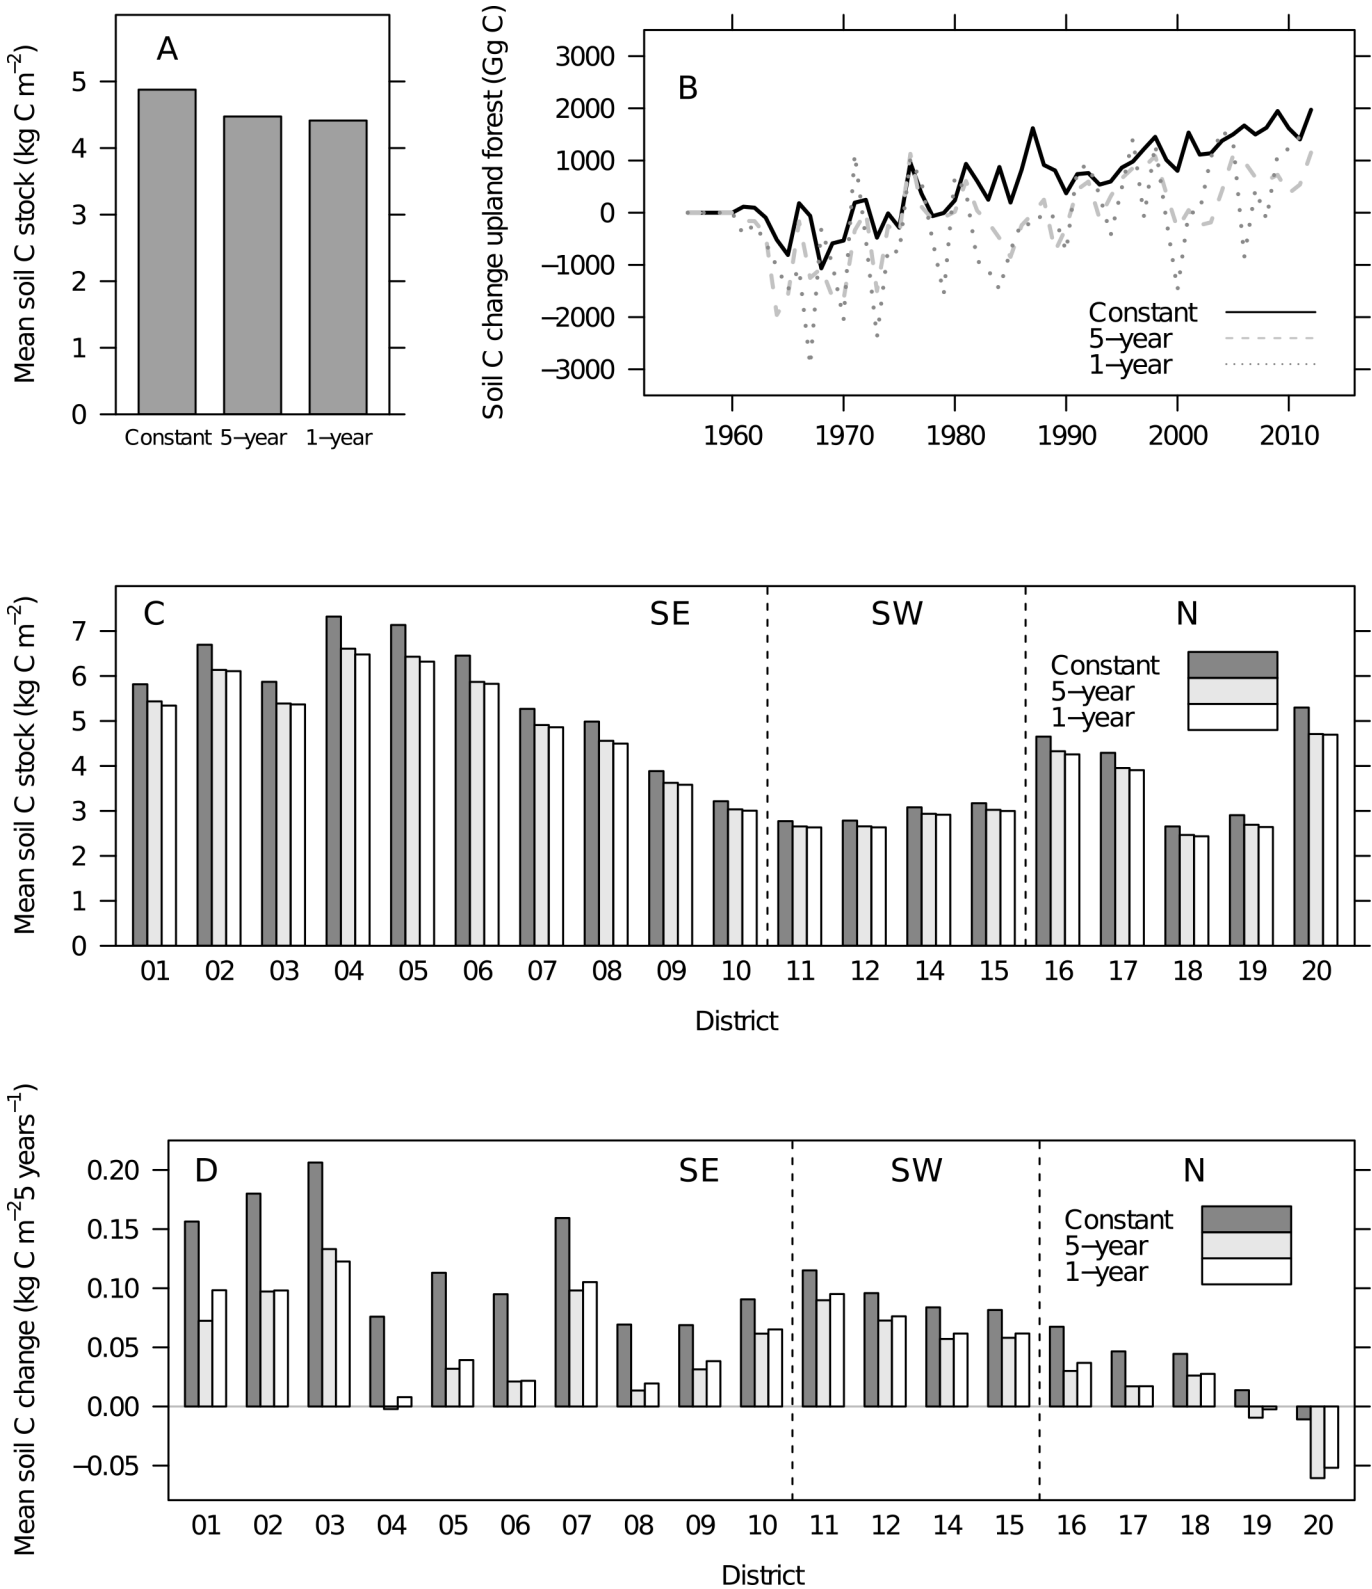 A
Mean soil C stock (kg C m−2)
5
4
3
2
1
0
Constant 5−year 1−year
B
Soil C change upland forest (Gg C)
3000
2000
1000
0
−1000
−2000
−3000
Constant
5−year
1−year
1960 1970 1980 1990 2000 2010
C SE SW N
Mean soil C stock (kg C m−2)
7
6
5
4
3
2
1
0
Constant
5−year
1−year
01 02 03 04 05 06 07 08 09 10 11 12 14 15 16 17 18 19 20
District
D SE SW N
Mean soil C change (kg C m−25 years−1)
0.20
0.15
0.10
0.05
0.00
−0.05
Constant
5−year
1−year
01 02 03 04 05 06 07 08 09 10 11 12 14 15 16 17 18 19 20
District